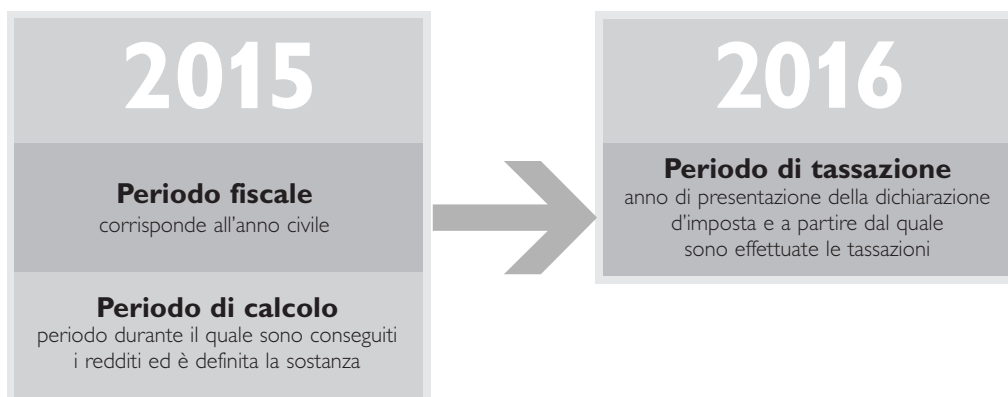 2015
Periodo fiscale
corrisponde all'anno civile
Periodo di calcolo
periodo durante il quale sono conseguiti
i redditi ed è definita la sostanza
2016
Periodo di tassazione
anno di presentazione della dichiarazione
d'imposta e a partire dal quale
sono effettuate le tassazioni